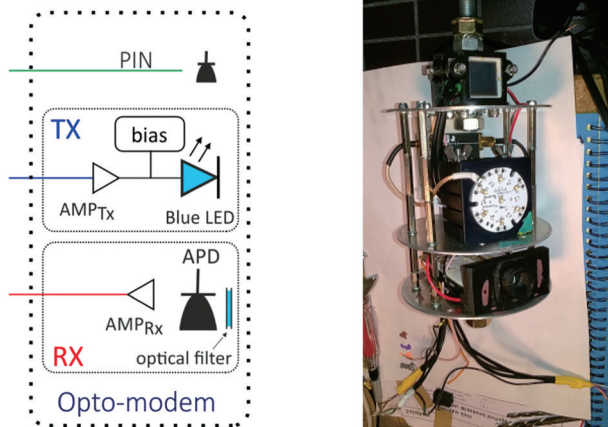 PIN
TX
bias
AMPTx
Blue LED
APD
AMPRx
RX
optical filter
Opto-modem